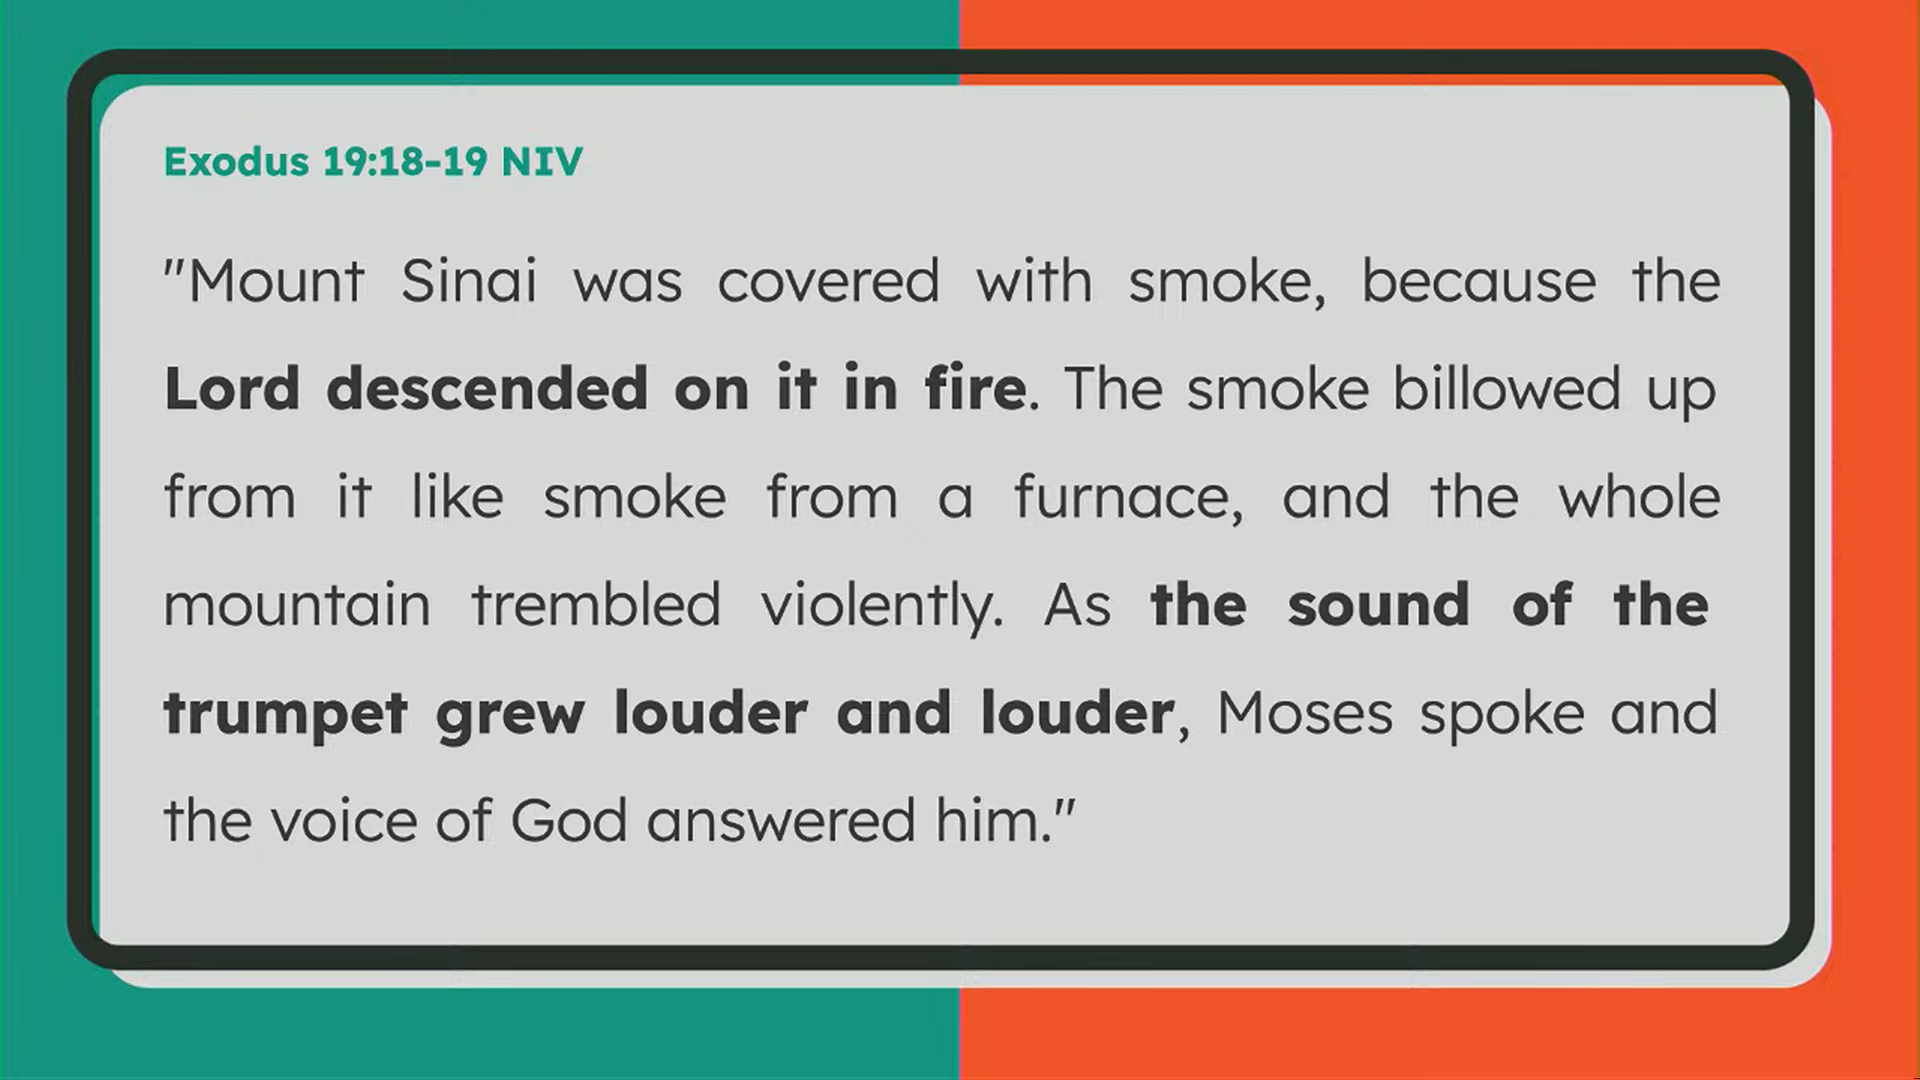 Exodus 19:18-19 NIV
"Mount Sinai was covered with smoke, because the
Lord descended on it in fire. The smoke billowed up
from it like smoke from a furnace, and the whole
mountain trembled violently. As the sound of the
trumpet grew louder and louder, Moses spoke and
the voice of God answered him."